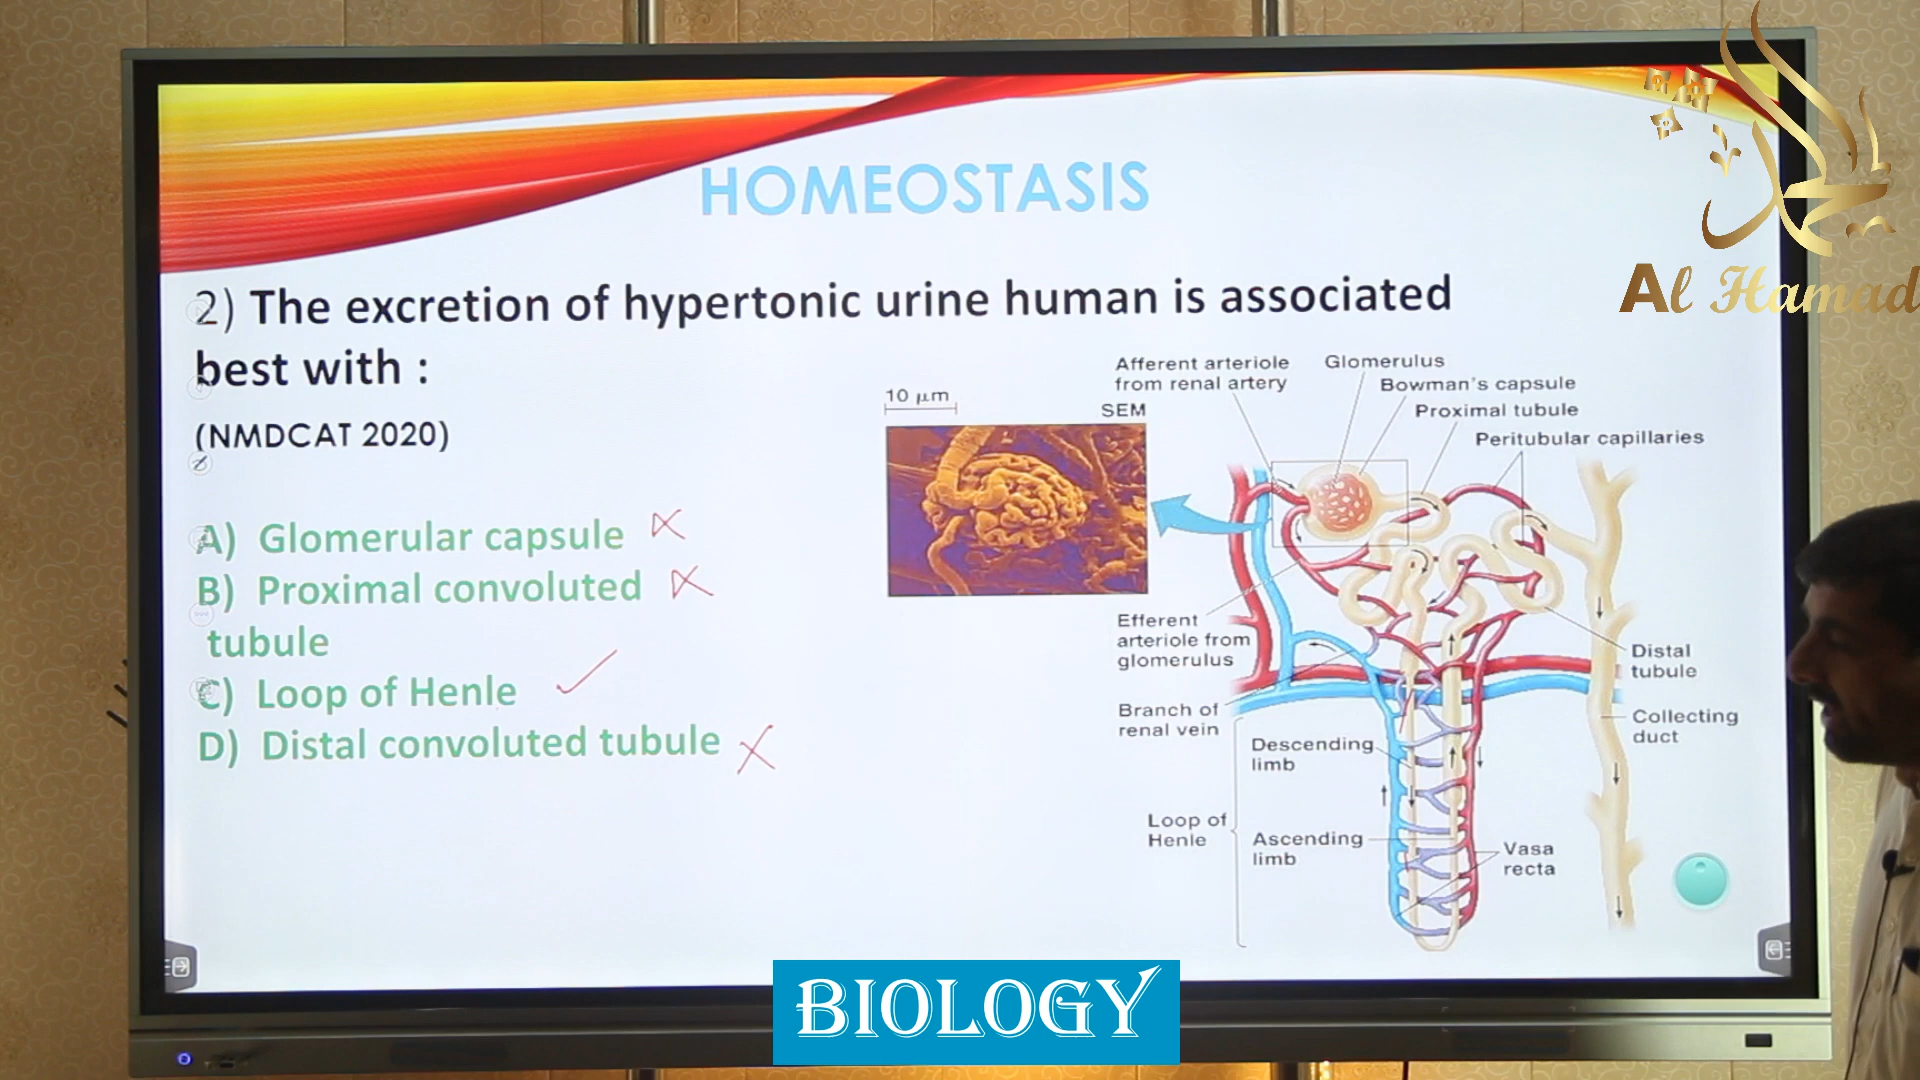 HOMEOSTASIS
Al Hamad
2) The excretion of hypertonic urine human is associated
best with :
(NMDCAT 2020)
A) Glomerular capsule
B) Proximal convoluted
tubule
C) Loop of Henle
D) Distal convoluted tubule
10 μm
SEM
Afferent arteriole
from renal artery
Glomerulus
Bowman's capsule
Proximal tubule
Peritubular capillaries
Efferent
arteriole from
glomerulus
Branch of
renal vein
Descending
limb
Loop of
Henle
Ascending
limb
Distal
tubule
Collecting
duct
Vasa
recta
BIOLOGY